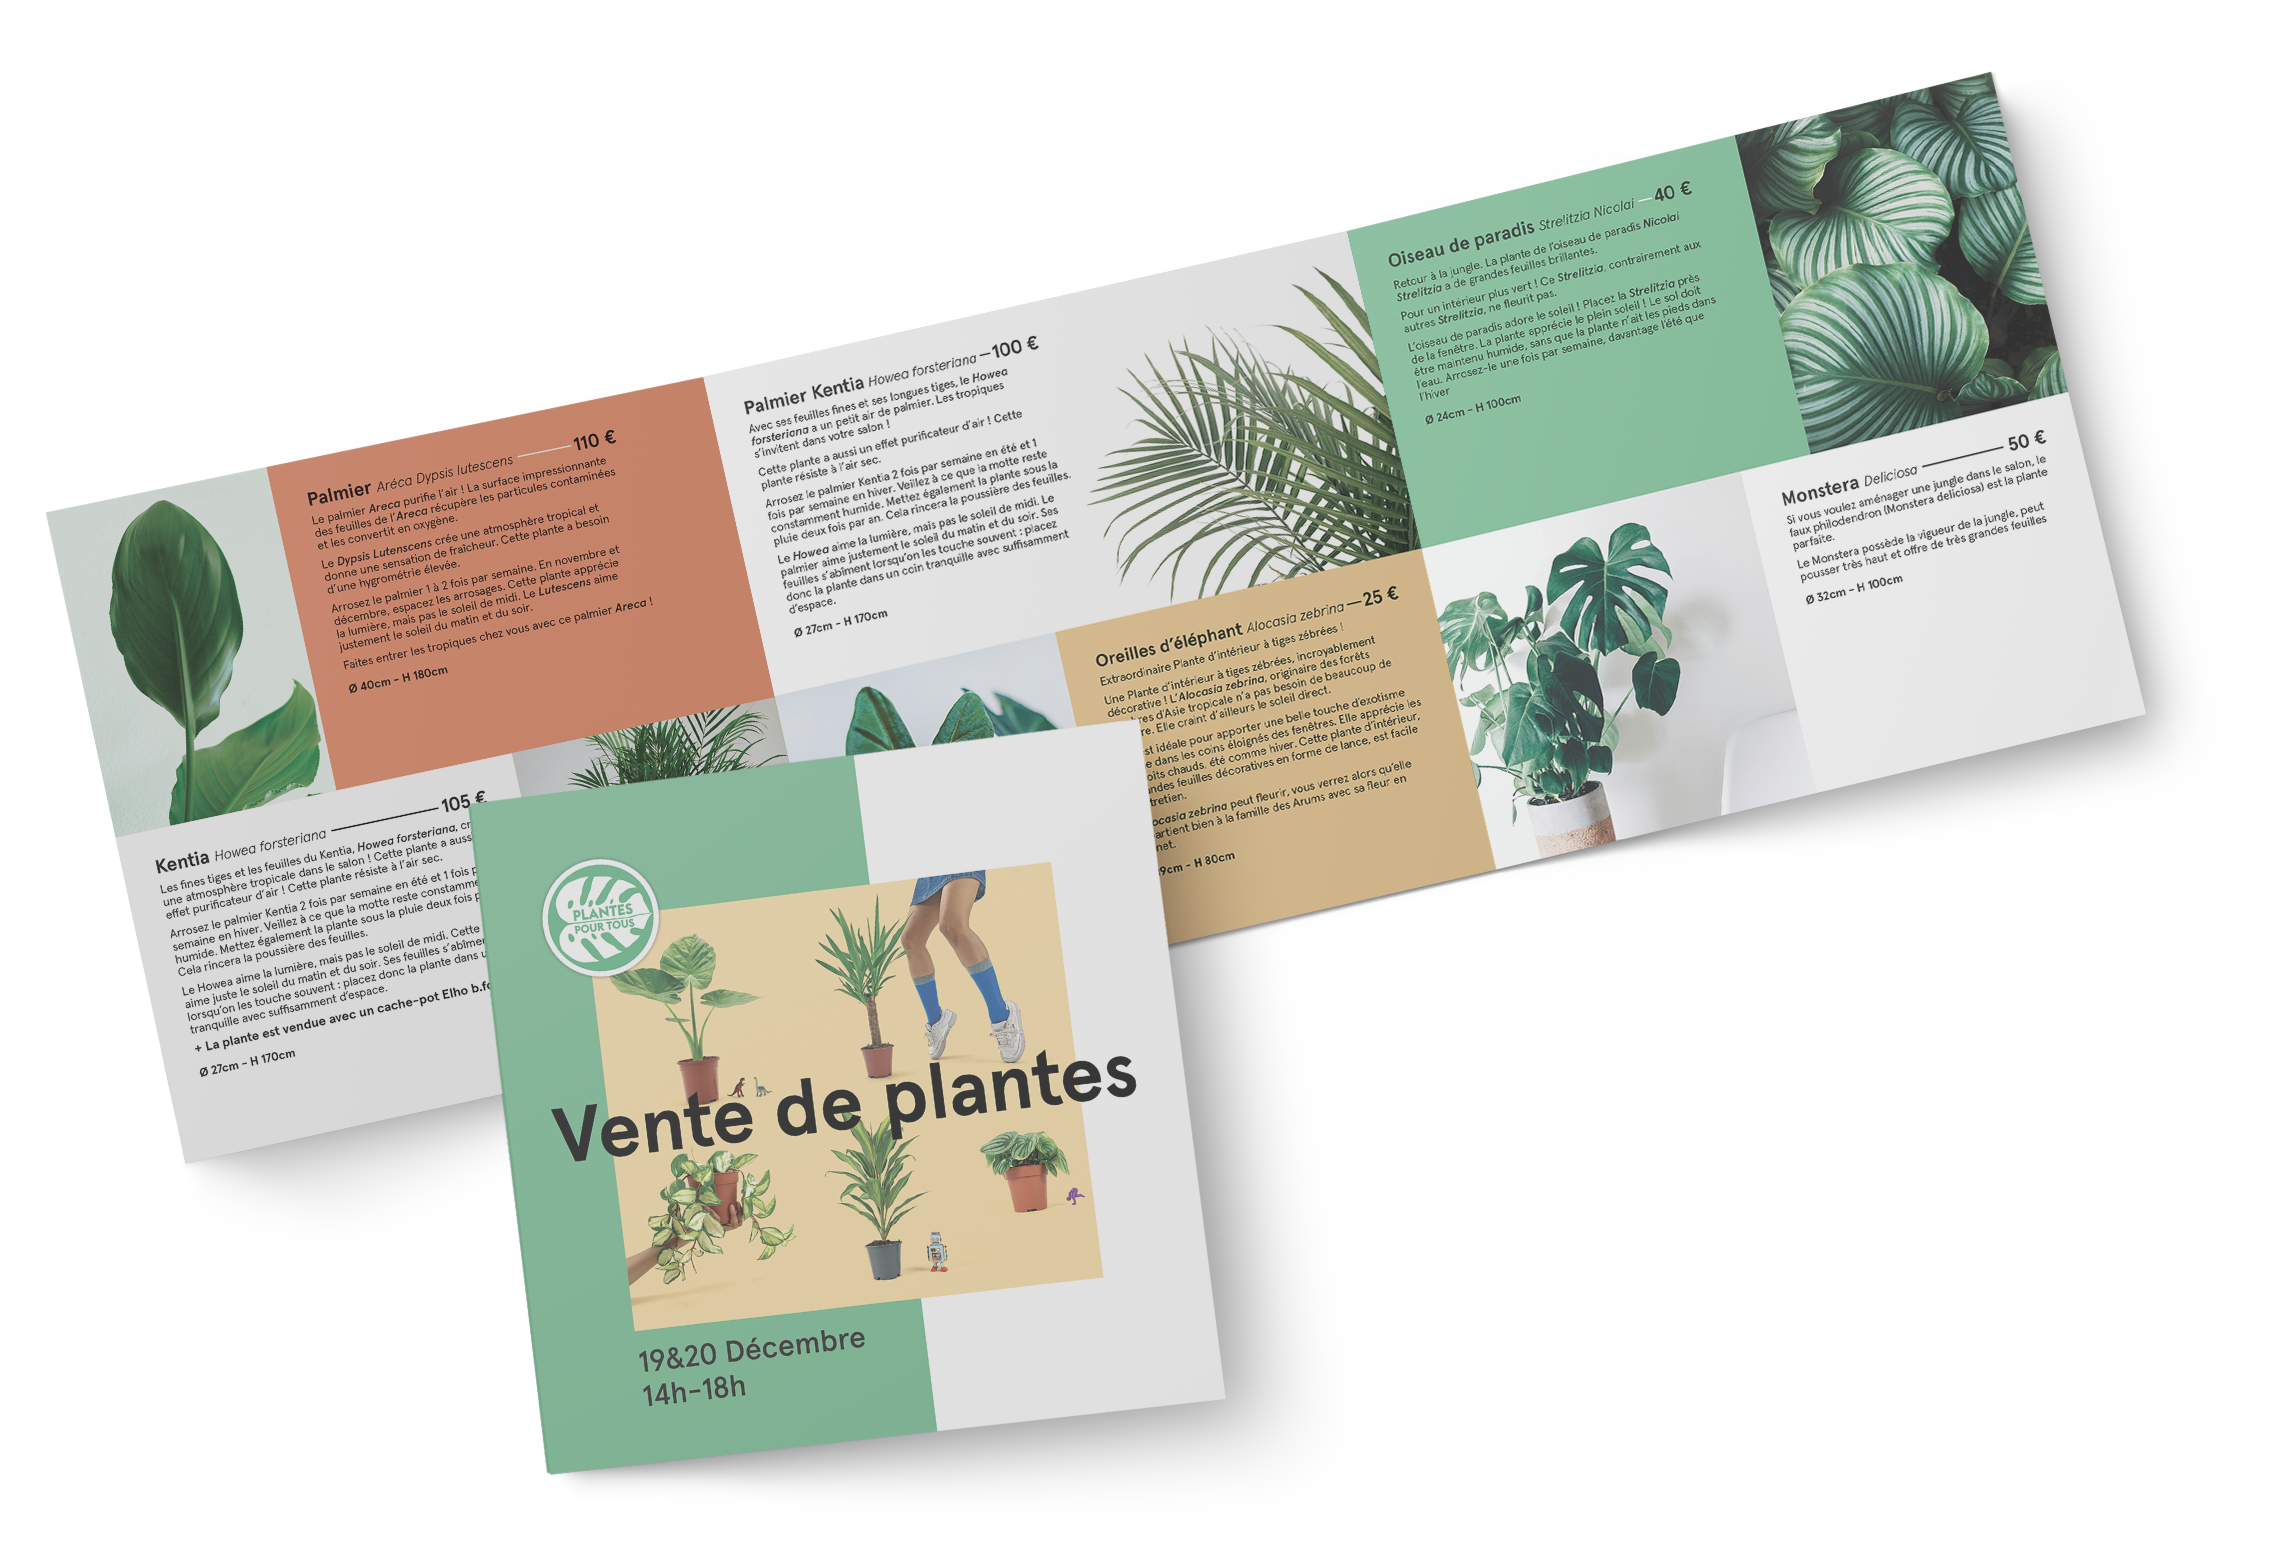 Palmier Aréca Dypsis lutescens 110 €
Le palmier Areca purifie l'air ! La surface impressionnante
des feuilles de l'Areca récupère les particules contaminées
et les convertit en oxygène.
Le Dypsis Lutenscens crée une atmosphère tropical et
donne une sensation de fraîcheur. Cette plante a besoin
d'une hygrométrie élevée.
Arrosez le palmier 1 à 2 fois par semaine. En novembre et
décembre, espacez les arrosages. Cette plante apprécie
la lumière, mais pas le soleil de midi. Le Lutescens aime
justement le soleil du matin et du soir.
Faites entrer les tropiques chez vous avec ce palmier Areca !
Ø 40cm - H 180cm
Palmier Kentia Howea forsteriana — 100 €
Avec ses feuilles fines et ses longues tiges, le Howea
forsteriana a un petit air de palmier. Les tropiques
s'invitent dans votre salon !
Cette plante a aussi un effet purificateur d'air ! Cette
plante résiste à l'air sec.
Arrosez le palmier Kentia 2 fois par semaine en été et 1
fois par semaine en hiver. Veillez à ce que la motte reste
constamment humide. Mettez également la plante sous la
pluie deux fois par an. Cela rincera la poussière des feuilles.
Le Howea aime la lumière, mais pas le soleil de midi. Le
palmier aime justement le soleil du matin et du soir. Ses
feuilles s'abîment lorsqu'on les touche souvent : placez
donc la plante dans un coin tranquille avec suffisamment
d'espace.
Ø 27cm - H 170cm
Oiseau de paradis Strelitzia Nicolai — 40 €
Retour à la jungle. La plante de l'oiseau de paradis Nicolai
Strelitzia a de grandes feuilles brillantes.
Pour un intérieur plus vert ! Ce Strelitzia, contrairement aux
autres Strelitzia, ne fleurit pas.
L'oiseau de paradis adore le soleil ! Placez la Strelitzia près
de la fenêtre. La plante apprécie le plein soleil ! Le sol doit
être maintenu humide, sans que la plante n'ait les pieds dans
l'eau. Arrosez-le une fois par semaine, davantage l'été que
l'hiver
Ø 24cm - H 100cm
Kentia Howea forsteriana 105 €
Les fines tiges et les feuilles du Kentia, Howea forsteriana, cr
une atmosphère tropicale dans le salon ! Cette plante a auss
effet purificateur d'air ! Cette plante résiste à l'air sec.
Arrosez le palmier Kentia 2 fois par semaine en été et 1 fois p
semaine en hiver. Veillez à ce que la motte reste constamme
humide. Mettez également la plante sous la pluie deux fois p
Cela rincera la poussière des feuilles.
Le Howea aime la lumière, mais pas le soleil de midi. Cette
aime juste le soleil du matin et du soir. Ses feuilles s'abîmer
lorsqu'on les touche souvent : placez donc la plante dans u
tranquille avec suffisamment d'espace.
+ La plante est vendue avec un cache-pot Elho b.fo
Ø 27cm - H 170cm
Oreilles d'éléphant Alocasia zebrina — 25 €
Extraordinaire Plante d'intérieur à tiges zébrées !
Une Plante d'intérieur à tiges zébrées, incroyablement
décorative ! L'Alocasia zebrina, originaire des forêts
res d'Asie tropicale n'a pas besoin de beaucoup de
re. Elle craint d'ailleurs le soleil direct.
st idéale pour apporter une belle touche d'exotisme
e dans les coins éloignés des fenêtres. Elle apprécie les
oits chauds, été comme hiver. Cette plante d'intérieur,
andes feuilles décoratives en forme de lance, est facile
tretien.
ocasia zebrina peut fleurir, vous verrez alors qu'elle
artient bien à la famille des Arums avec sa fleur en
net.
9cm - H 80cm
Monstera Deliciosa 50 €
Si vous voulez aménager une jungle dans le salon, le
faux philodendron (Monstera deliciosa) est la plante
parfaite.
Le Monstera possède la vigueur de la jungle, peut
pousser très haut et offre de très grandes feuilles
Ø 32cm - H 100cm
PLANTES
POUR TOUS
Vente de plantes
19&20 Décembre
14h-18h